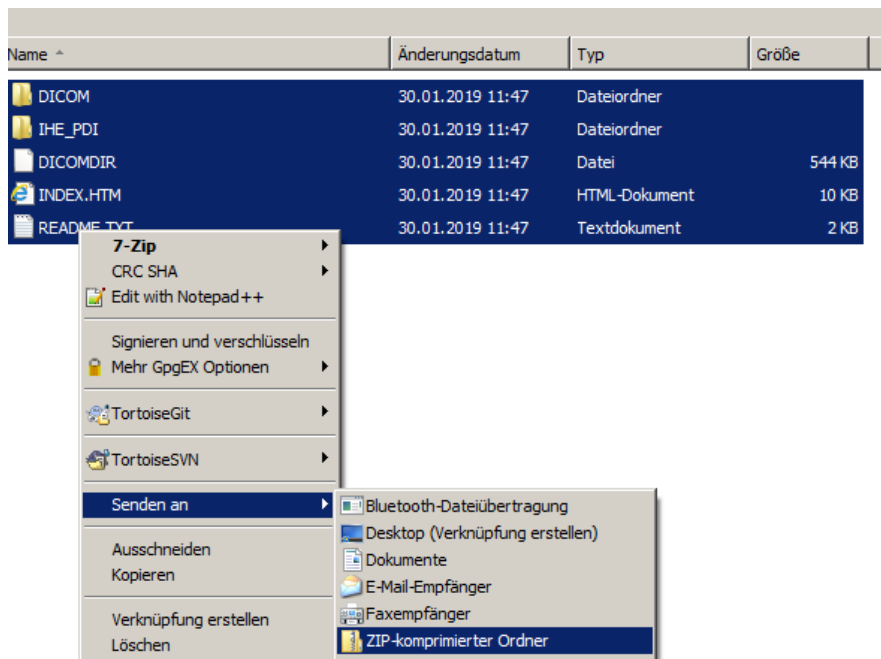 Name Änderungsdatum Typ Größe
DICOM 30.01.2019 11:47 Dateiordner
IHE_PDI 30.01.2019 11:47 Dateiordner
DICOMDIR 30.01.2019 11:47 Datei 544 KB
INDEX.HTM 30.01.2019 11:47 HTML-Dokument 10 KB
README.TXT 30.01.2019 11:47 Textdokument 2 KB
7-Zip
CRC SHA
Edit with Notepad++
Signieren und verschlüsseln
Mehr GpgEX Optionen
TortoiseGit
TortoiseSVN
Senden an
Ausschneiden
Kopieren
Verknüpfung erstellen
Löschen
Bluetooth-Dateiübertragung
Desktop (Verknüpfung erstellen)
Dokumente
E-Mail-Empfänger
Faxempfänger
ZIP-komprimierter Ordner